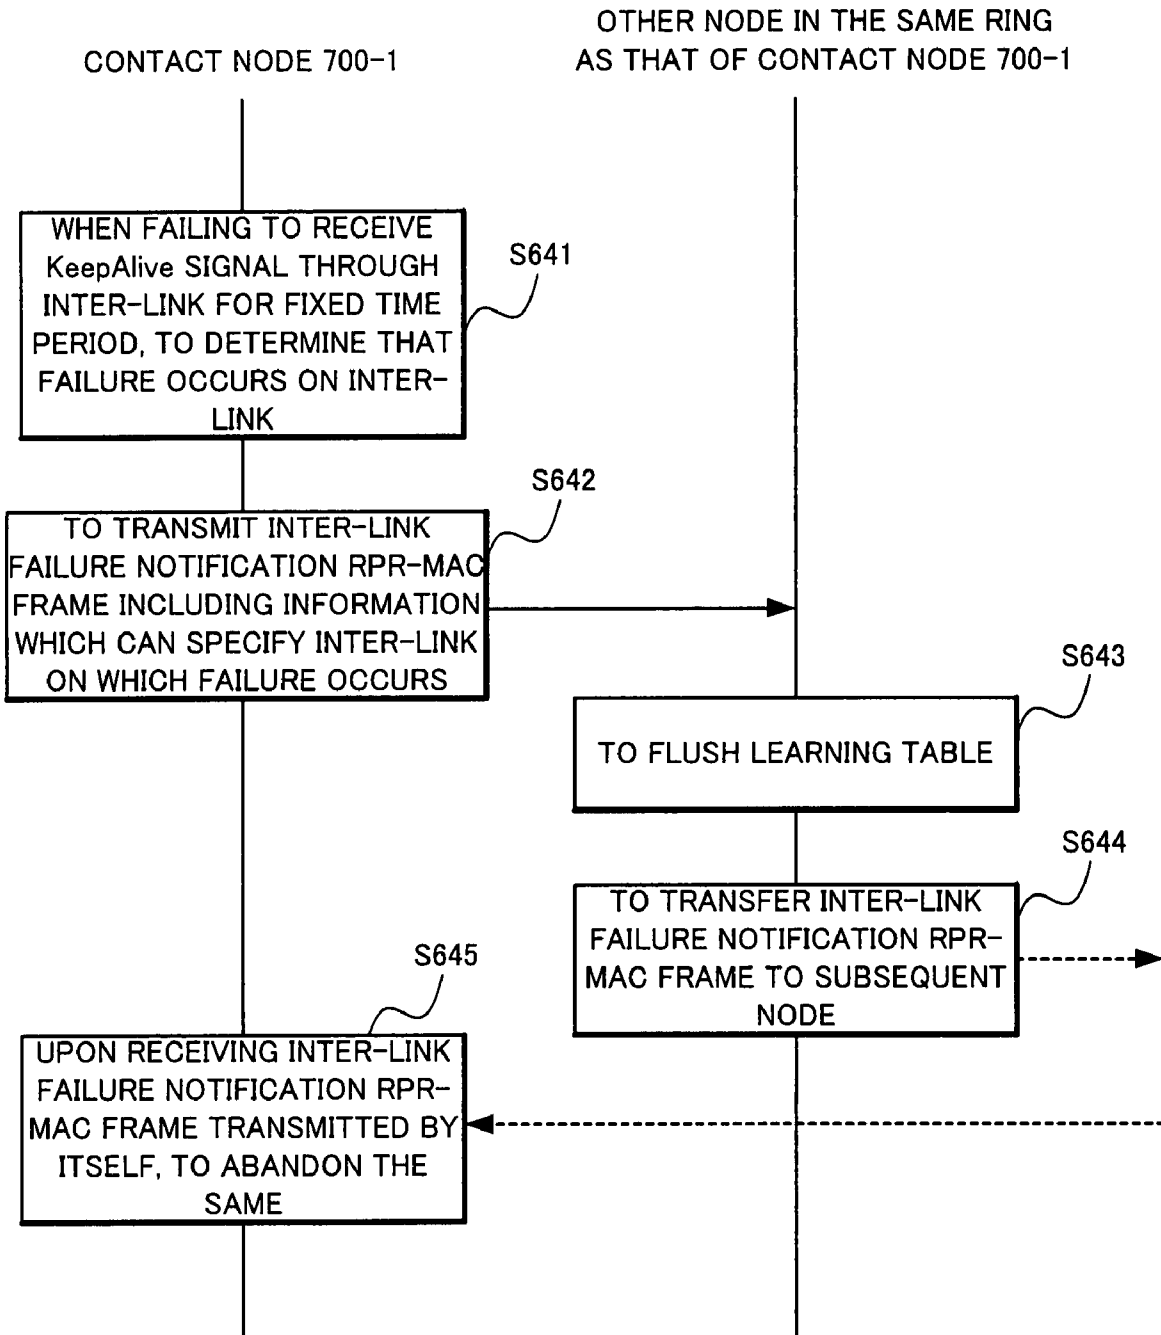 CONTACT NODE 700-1
OTHER NODE IN THE SAME RING
AS THAT OF CONTACT NODE 700-1
WHEN FAILING TO RECEIVE
KeepAlive SIGNAL THROUGH
INTER-LINK FOR FIXED TIME
PERIOD, TO DETERMINE THAT
FAILURE OCCURS ON INTER-
LINK
S641
TO TRANSMIT INTER-LINK
FAILURE NOTIFICATION RPR-MAC
FRAME INCLUDING INFORMATION
WHICH CAN SPECIFY INTER-LINK
ON WHICH FAILURE OCCURS
S642
TO FLUSH LEARNING TABLE
S643
TO TRANSFER INTER-LINK
FAILURE NOTIFICATION RPR-
MAC FRAME TO SUBSEQUENT
NODE
S644
UPON RECEIVING INTER-LINK
FAILURE NOTIFICATION RPR-
MAC FRAME TRANSMITTED BY
ITSELF, TO ABANDON THE
SAME
S645